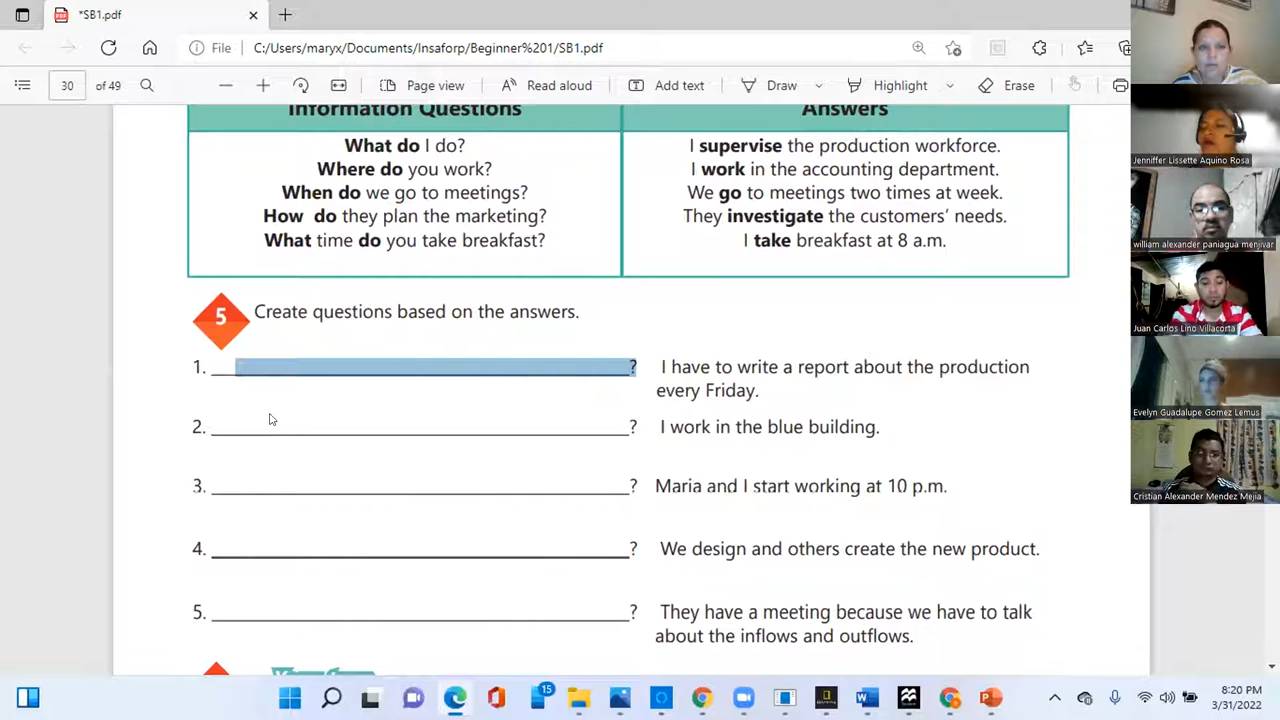 *SB1.pdf
File C:/Users/maryx/Documents/Insaforp/Beginner%201/SB1.pdf
30 of 49 Page view Read aloud Add text Draw Highlight Erase
Information Questions Answers
What do I do? I supervise the production workforce.
Where do you work? I work in the accounting department.
When do we go to meetings? We go to meetings two times at week.
How do they plan the marketing? They investigate the customers' needs.
What time do you take breakfast? I take breakfast at 8 a.m.
5 Create questions based on the answers.
1. ? I have to write a report about the production
every Friday.
2. ? I work in the blue building.
3. ? Maria and I start working at 10 p.m.
4. ? We design and others create the new product.
5. ? They have a meeting because we have to talk
about the inflows and outflows.
Jenniffer Lissette Aquino Rosa
william alexander paniagua menjivar
Juan Carlos Lino Villacorta
Evelyn Guadalupe Gomez Lemus
Cristian Alexander Mendez Mejia
15
8:20 PM
3/31/2022